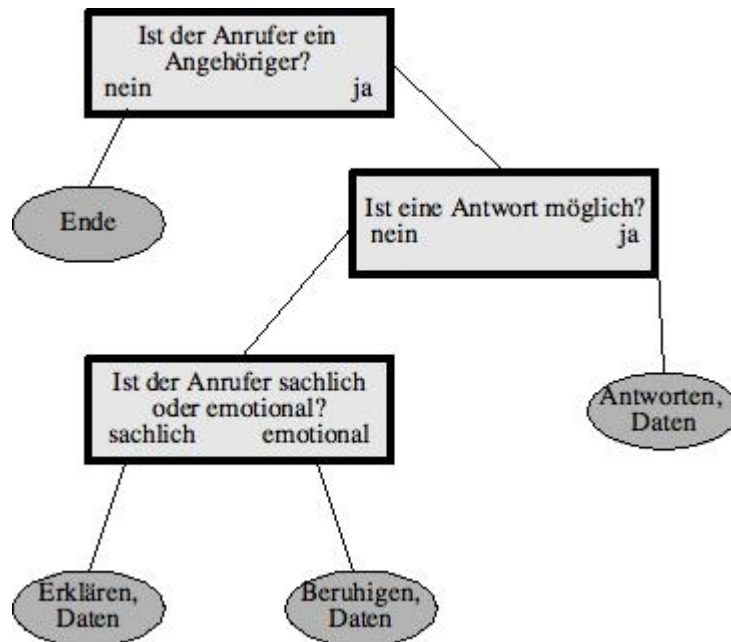 Ist der Anrufer ein
Angehöriger?
nein ja
Ende
Ist eine Antwort möglich?
nein ja
Ist der Anrufer sachlich
oder emotional?
sachlich emotional
Antworten,
Daten
Erklären,
Daten
Beruhigen,
Daten